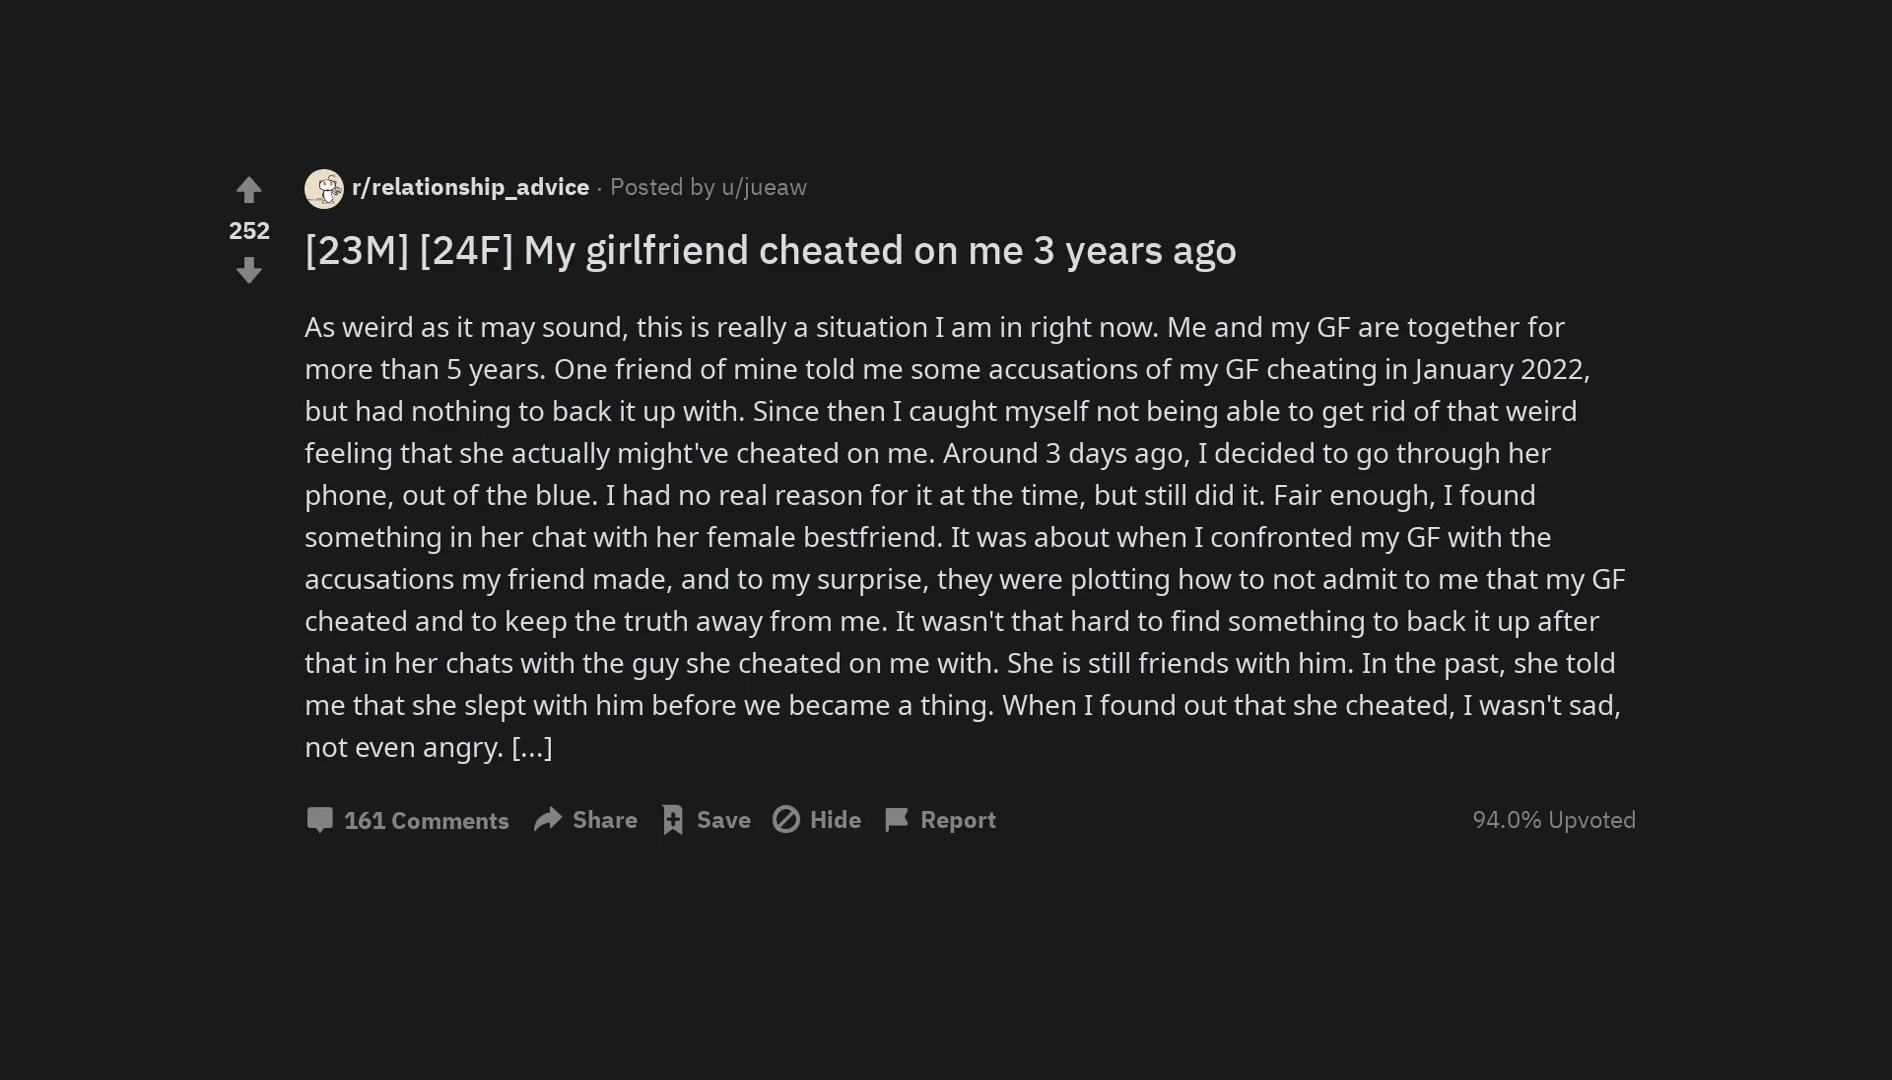 r/relationship_advice · Posted by u/jueaw
252
[23M] [24F] My girlfriend cheated on me 3 years ago
As weird as it may sound, this is really a situation I am in right now. Me and my GF are together for
more than 5 years. One friend of mine told me some accusations of my GF cheating in January 2022,
but had nothing to back it up with. Since then I caught myself not being able to get rid of that weird
feeling that she actually might've cheated on me. Around 3 days ago, I decided to go through her
phone, out of the blue. I had no real reason for it at the time, but still did it. Fair enough, I found
something in her chat with her female bestfriend. It was about when I confronted my GF with the
accusations my friend made, and to my surprise, they were plotting how to not admit to me that my GF
cheated and to keep the truth away from me. It wasn't that hard to find something to back it up after
that in her chats with the guy she cheated on me with. She is still friends with him. In the past, she told
me that she slept with him before we became a thing. When I found out that she cheated, I wasn't sad,
not even angry. [...]
161 Comments Share Save Hide Report 94.0% Upvoted